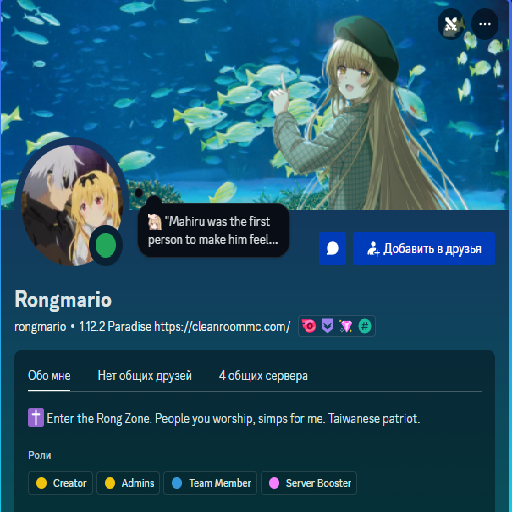 "Mahiru was the first
person to make him feel...
Добавить в друзья
Rongmario
rongmario • 1.12.2 Paradise https://cleanroommc.com/ #
Обо мне Нет общих друзей 4 общих сервера
Enter the Rong Zone. People you worship, simps for me. Taiwanese patriot.
Роли
Creator Admins Team Member Server Booster